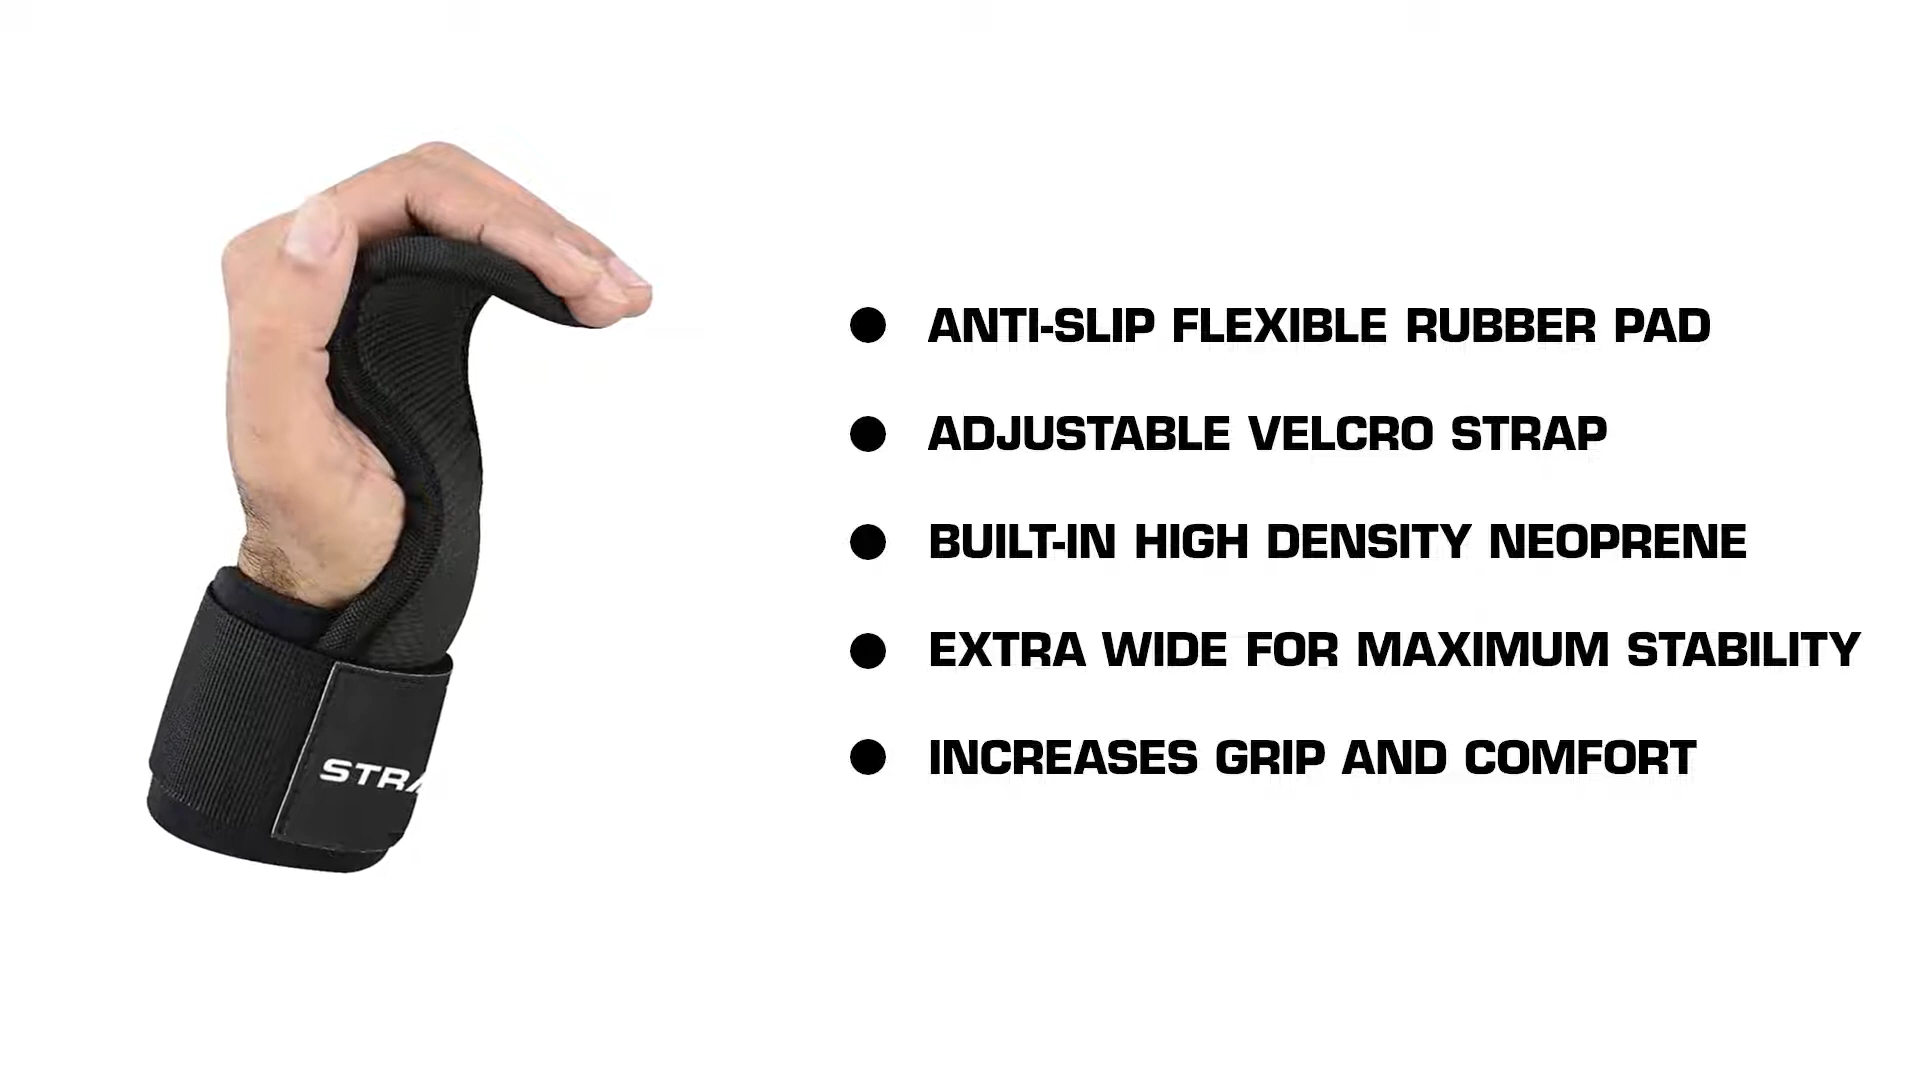 ANTI-SLIP FLEXIBLE RUBBER PAD
ADJUSTABLE VELCRO STRAP
BUILT-IN HIGH DENSITY NEOPRENE
EXTRA WIDE FOR MAXIMUM STABILITY
INCREASES GRIP AND COMFORT